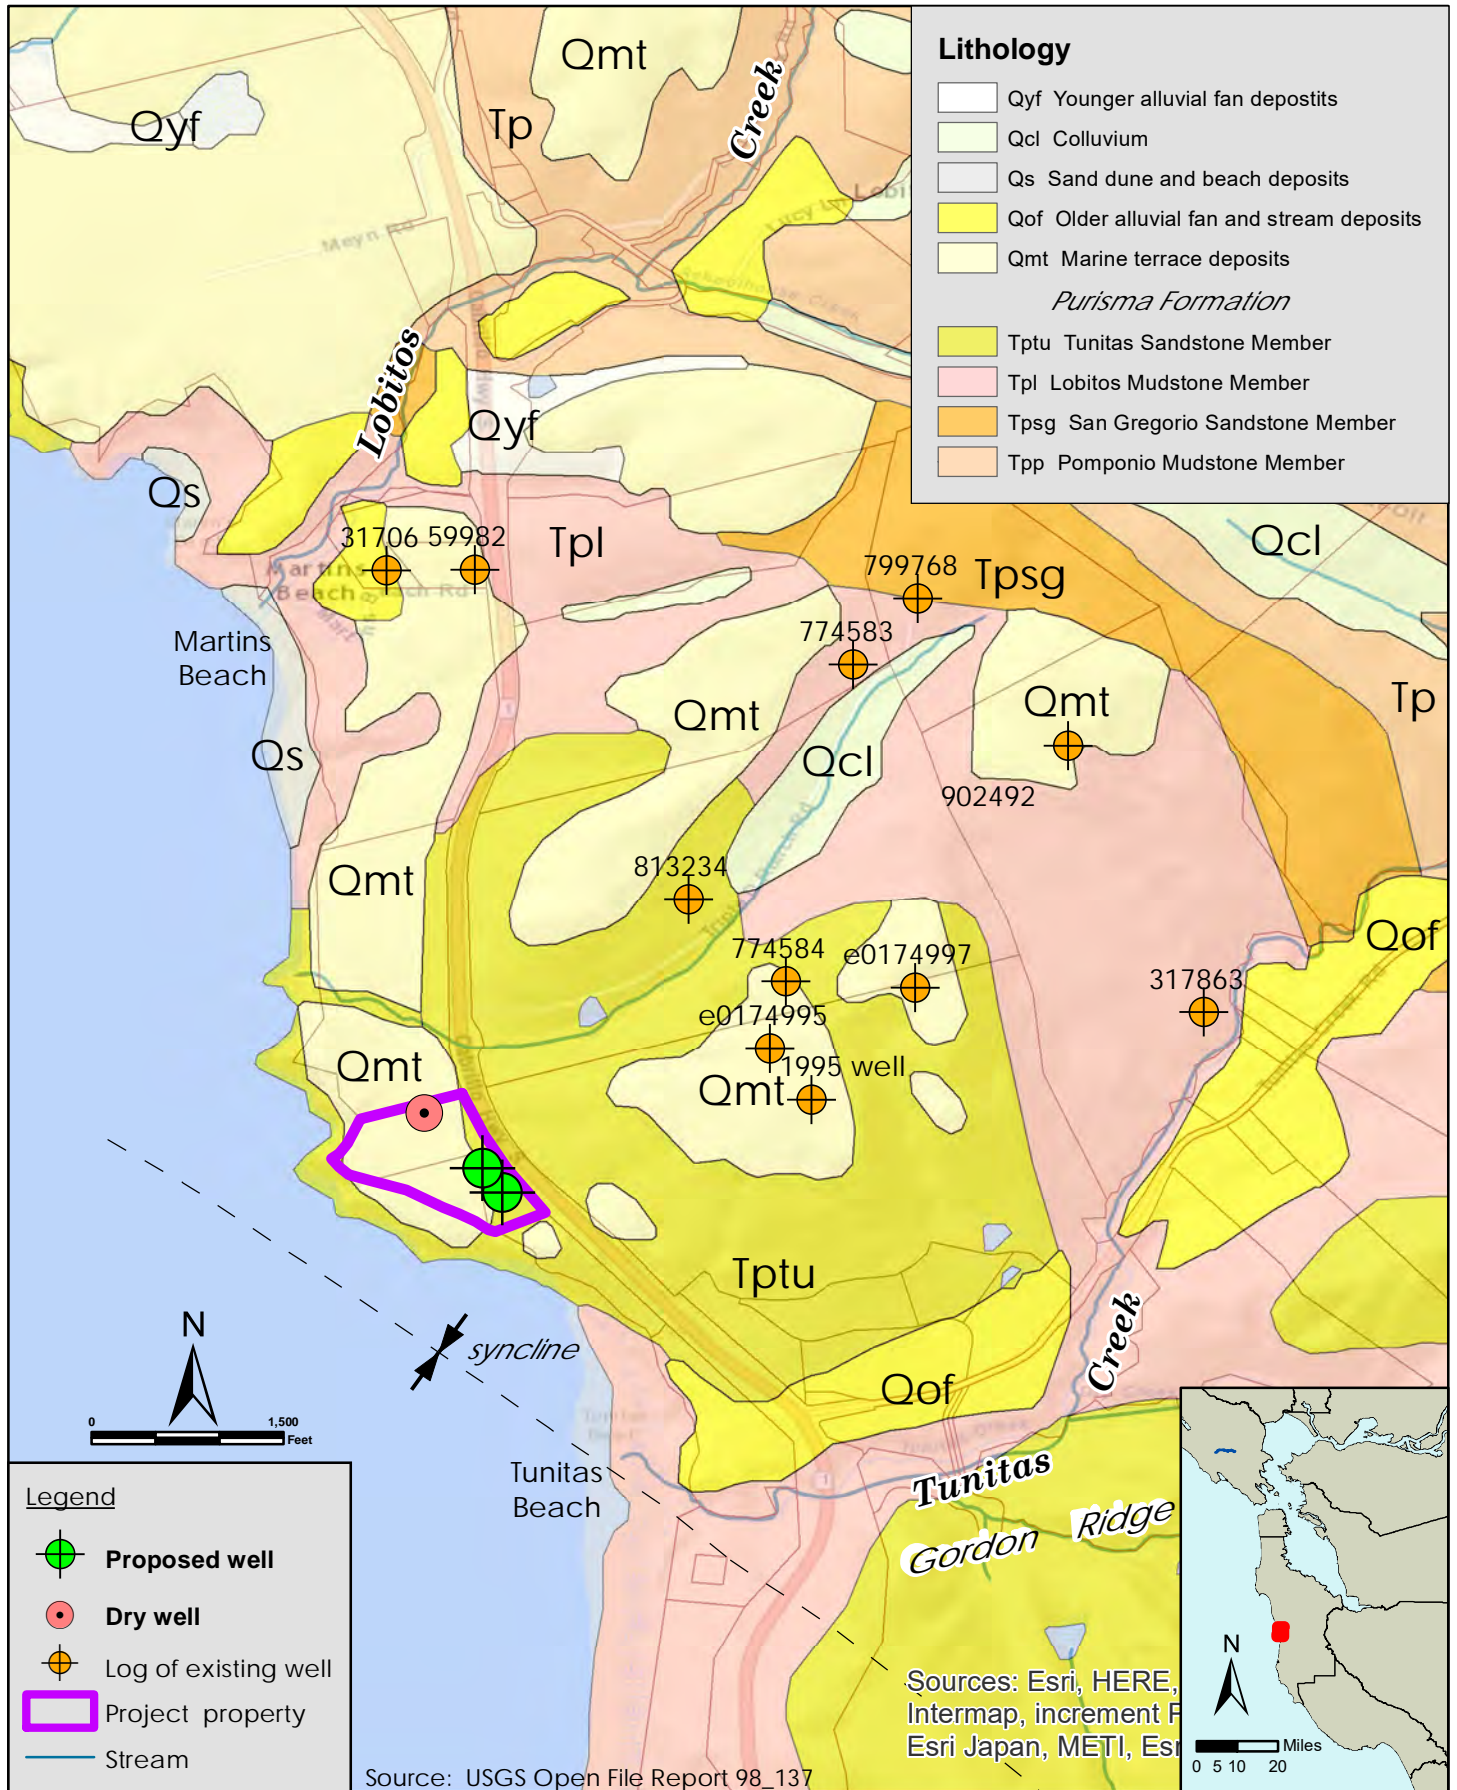 Qmt
Creek
Qyf
Tp
Lithology
Qyf Younger alluvial fan depostits
Qcl Colluvium
Qs Sand dune and beach deposits
Qof Older alluvial fan and stream deposits
Qmt Marine terrace deposits
Purisma Formation
Tptu Tunitas Sandstone Member
Tpl Lobitos Mudstone Member
Tpsg San Gregorio Sandstone Member
Tpp Pomponio Mudstone Member
Meyn Rd
Lobitos
Qyf
Qs
31706
59982
Tpl
Qcl
799768
Tpsg
Martins
Beach
774583
Martins
Beach
Qmt
Qmt
Tp
Qs
Qcl
902492
Qmt
813234
Qof
774584
e0174997
317863
e0174995
Qmt
1995 well
Qmt
Tptu
N
syncline
Creek
0 1,500
Feet
Qof
Tunitas
Beach
Tunitas
Gordon Ridge
Legend
Proposed well
Dry well
Log of existing well
Project property
Stream
Sources: Esri, HERE,
Intermap, increment P
Esri Japan, METI, Esr
N
Miles
0 5 10 20
Source: USGS Open File Report 98_137